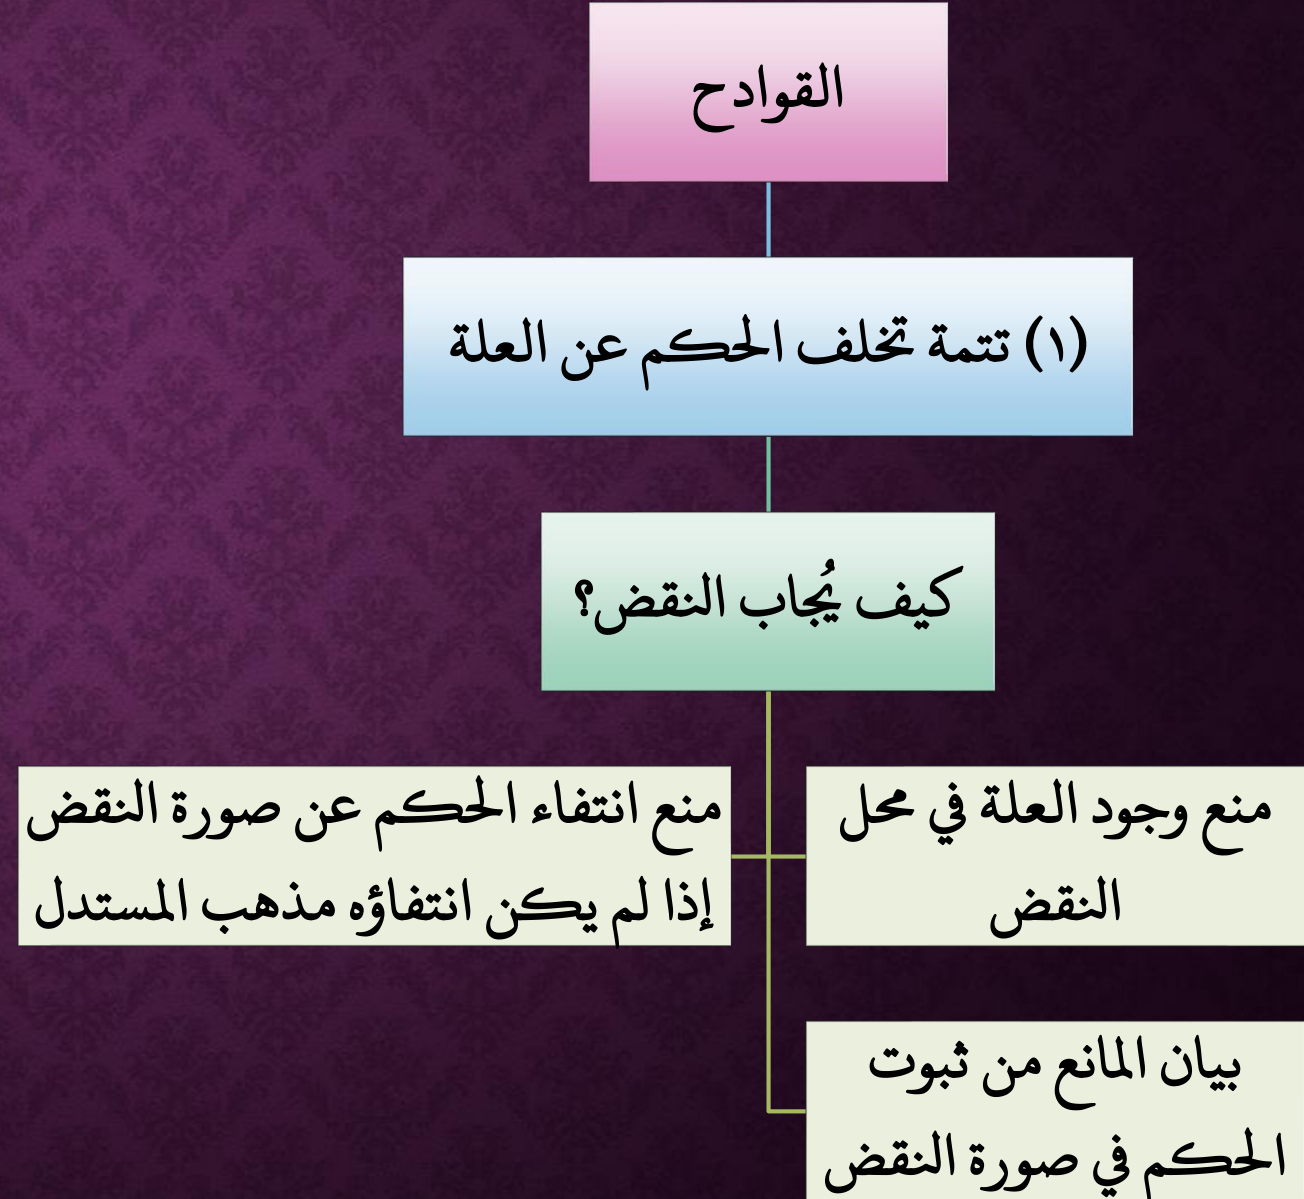 القوادح
(١) تتمة تخلف الحكم عن العلة
كيف يُجاب النقض؟
منع وجود العلة في محل
النقض
منع انتفاء الحكم عن صورة النقض
إذا لم يكن انتفاؤه مذهب المستدل
بيان المانع من ثبوت
الحكم في صورة النقض